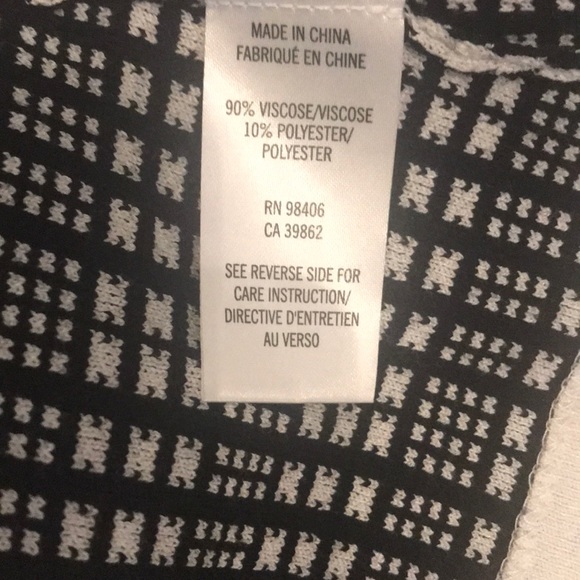 MADE IN CHINA
FABRIQUÉ EN CHINE
90% VISCOSE/VISCOSE
10% POLYESTER/
POLYESTER
RN 98406
CA 39862
SEE REVERSE SIDE FOR
CARE INSTRUCTION/
DIRECTIVE D'ENTRETIEN
AU VERSO